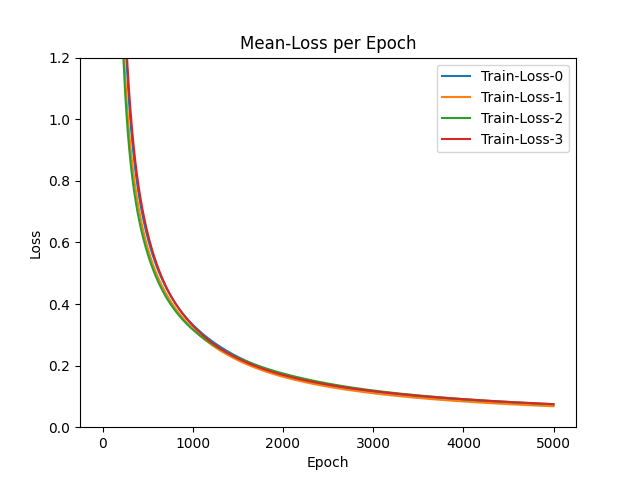 Mean-Loss per Epoch
Train-Loss-0
Train-Loss-1
Train-Loss-2
Train-Loss-3
1.2
1.0
0.8
0.6
0.4
0.2
0.0
Loss
0 1000 2000 3000 4000 5000
Epoch